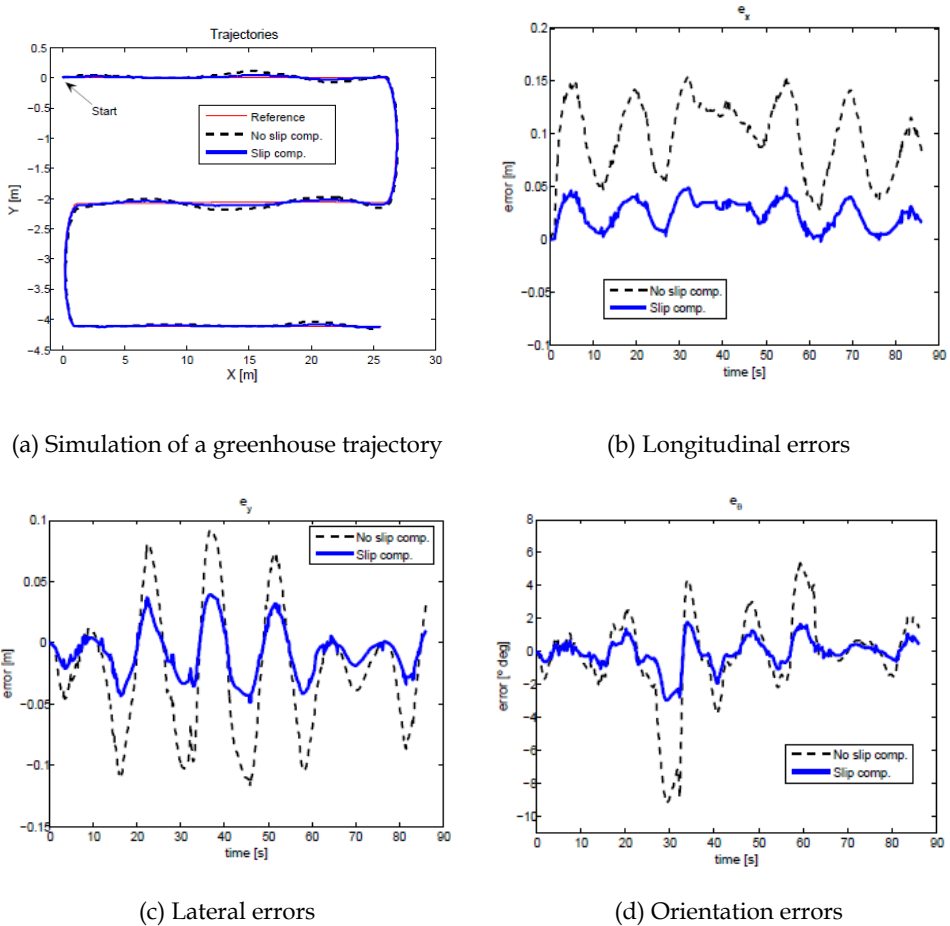 Trajectories
0.5
0
−0.5
−1
−1.5
−2
−2.5
−3
−3.5
−4
−4.5
Y [m]
Start
Reference
No slip comp.
Slip comp.
0 5 10 15 20 25 30
X [m]
(a) Simulation of a greenhouse trajectory
e_x
0.2
0.15
0.1
0.05
0
−0.05
−0.1
error [m]
No slip comp.
Slip comp.
0 10 20 30 40 50 60 70 80 90
time [s]
(b) Longitudinal errors
e_y
0.1
0.05
0
−0.05
−0.1
−0.15
error [m]
No slip comp.
Slip comp.
0 10 20 30 40 50 60 70 80 90
time [s]
(c) Lateral errors
e_θ
8
6
4
2
0
−2
−4
−6
−8
−10
error [º deg]
No slip comp.
Slip comp.
0 10 20 30 40 50 60 70 80 90
time [s]
(d) Orientation errors